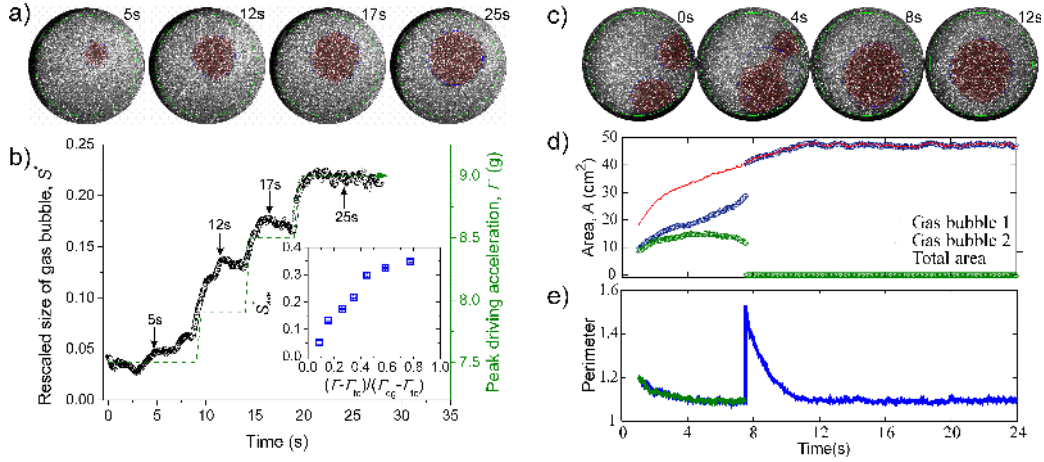 a)
5s
12s
17s
25s
b)
Rescaled size of gas bubble, S*
0.25
0.20
0.15
0.10
0.05
0.00
5s
12s
17s
25s
9.0
8.5
8.0
7.5
Peak driving acceleration, Γ (g)
0.4
0.3
0.2
0.1
0.0
0.0
0.2
0.4
0.6
0.8
1.0
0
5
10
15
20
25
30
35
Time (s)
c)
0s
4s
8s
12s
d)
Area, A (cm²)
50
40
30
20
10
0
Gas bubble 1
Gas bubble 2
Total area
e)
Perimeter
1.6
1.4
1.2
1
0
4
8
12
16
20
24
Time(s)